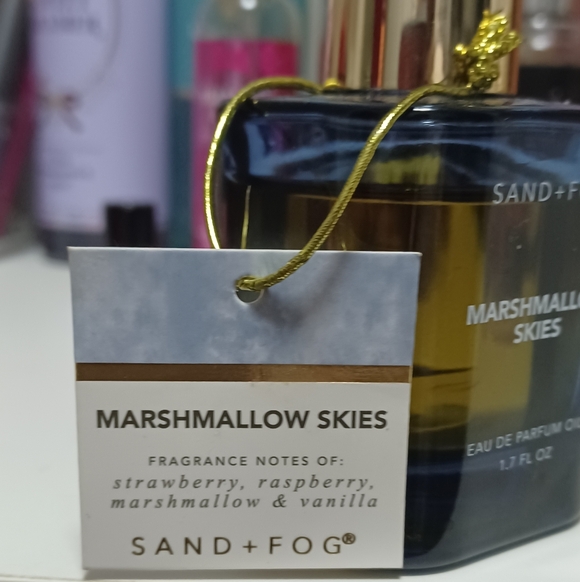 MARSHMALLOW SKIES
FRAGRANCE NOTES OF:
strawberry, raspberry,
marshmallow & vanilla
SAND+FOG®
SAND+F
MARSHMALLO
SKIES
EAU DE PARFUM
1.7 FL OZ